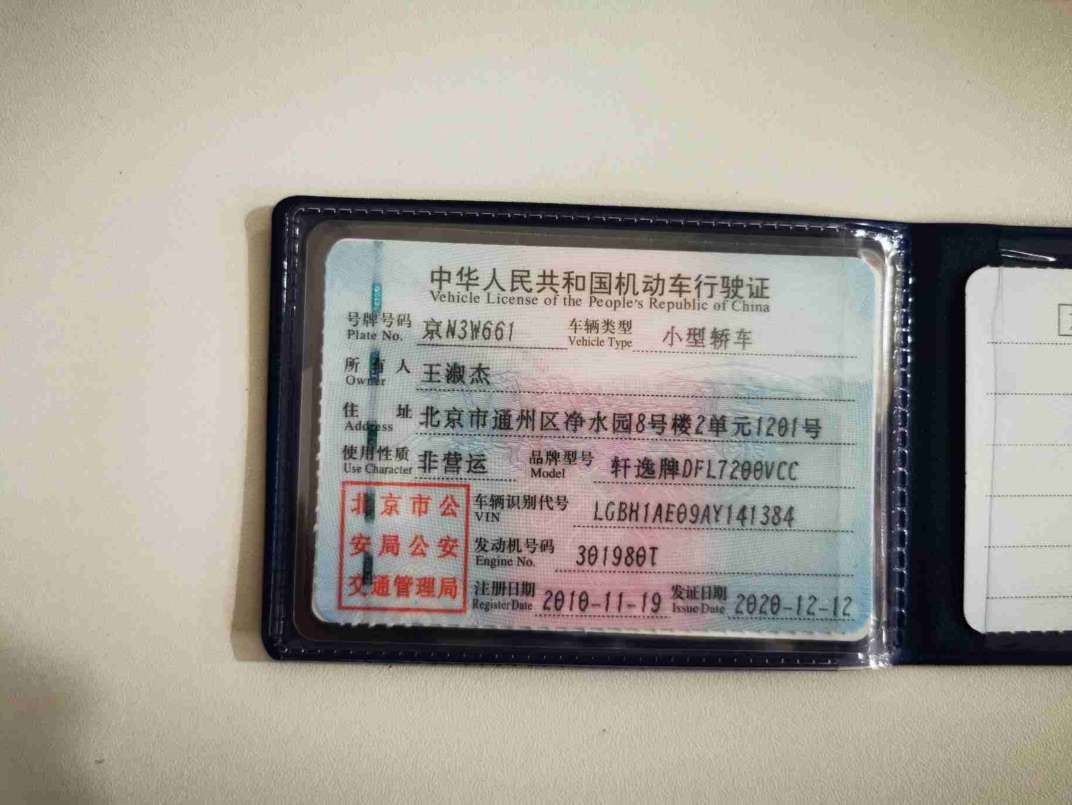 中华人民共和国机动车行驶证
Vehicle License of the People's Republic of China
号牌号码 京N3W661 车辆类型 小型轿车
Plate No. Vehicle Type
所有人 王淑杰
Owner
住址 北京市通州区净水园8号楼2单元1201号
Address
使用性质 非营运 品牌型号 轩逸牌DFL7200VCC
Use Character Model
北京市公 车辆识别代号 LGBH1AE09AY141384
VIN
安局公安 发动机号码 301980T
Engine No.
交通管理局 注册日期 2010-11-19 发证日期 2020-12-12
Register Date Issue Date